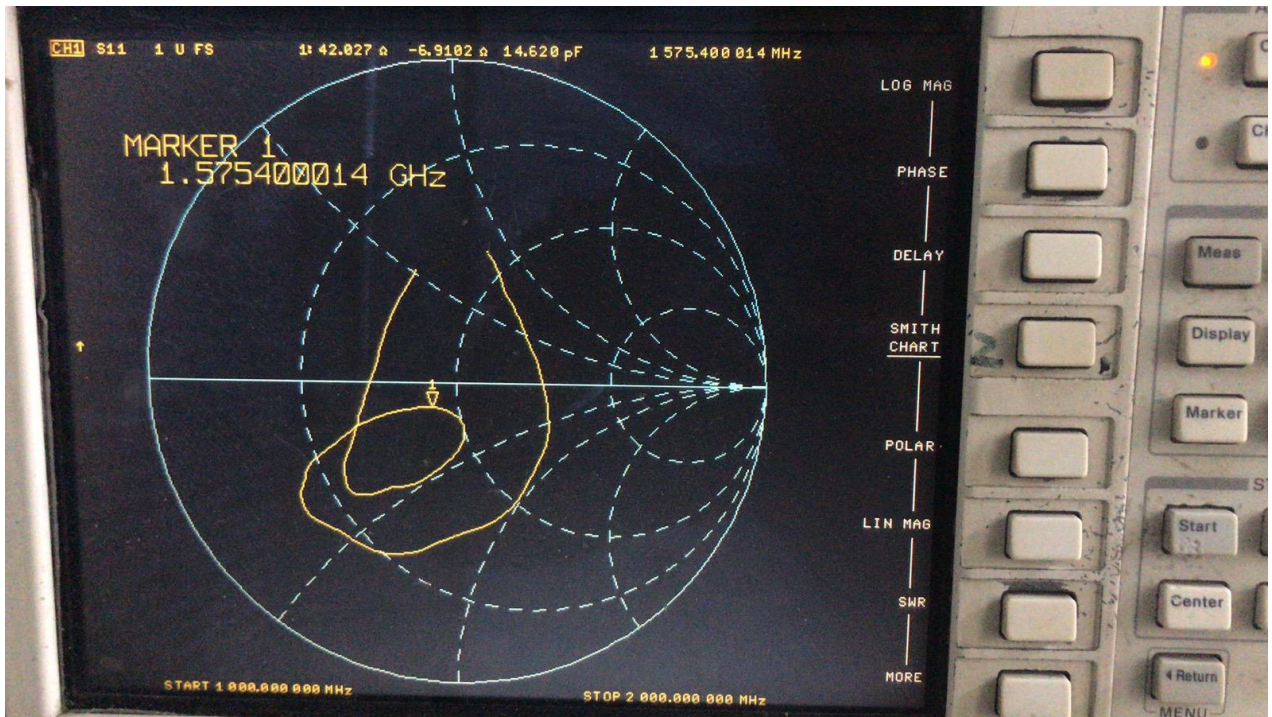 CH1 S11 1 U FS 1: 42.027 Ω -6.9102 Ω 14.620 pF 1 575.400 014 MHz
MARKER 1
1.575400014 GHz
1
LOG MAG
PHASE
DELAY
SMITH
CHART
POLAR
LIN MAG
SWR
MORE
START 1 000.000 000 MHz STOP 2 000.000 000 MHz
Meas
Display
Marker
Start
Center
Return
MENU